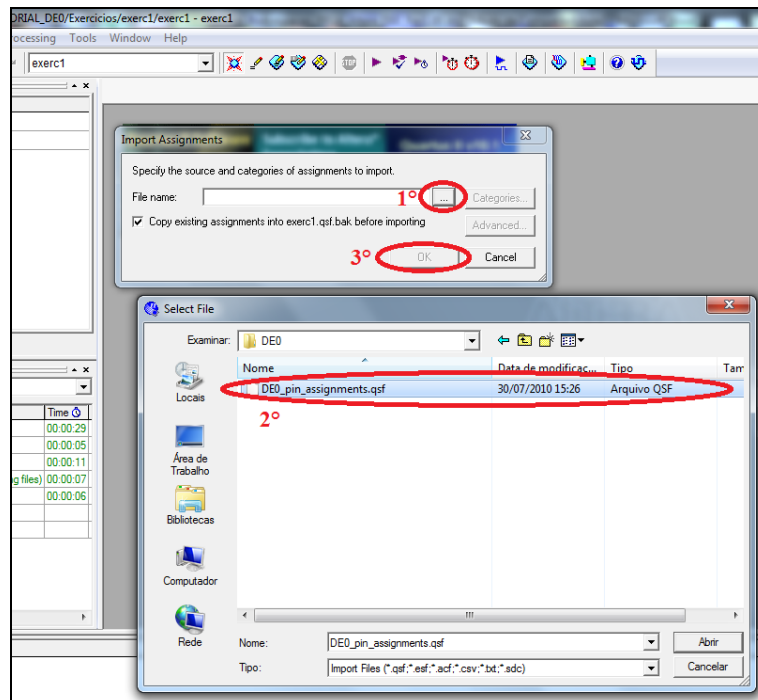 ORIAL_DE0/Exercicios/exerc1/exerc1 - exerc1
ocessing Tools Window Help
exerc1
STOP
Import Assignments
Specify the source and categories of assignments to import.
File name:
1°
...
Categories...
Copy existing assignments into exerc1.qsf.bak before importing
Advanced...
3°
OK
Cancel
Select File
Examinar:
DE0
Nome
Data de modificaç...
Tipo
Tam
DE0_pin_assignments.qsf
30/07/2010 15:26
Arquivo QSF
2°
Locais
Área de
Trabalho
Bibliotecas
Computador
Rede
Time
00:00:29
00:00:05
00:00:11
g files) 00:00:07
00:00:06
Nome:
DE0_pin_assignments.qsf
Abrir
Tipo:
Import Files (*.qsf;*.esf;*.acf;*.csv;*.txt;*.sdc)
Cancelar